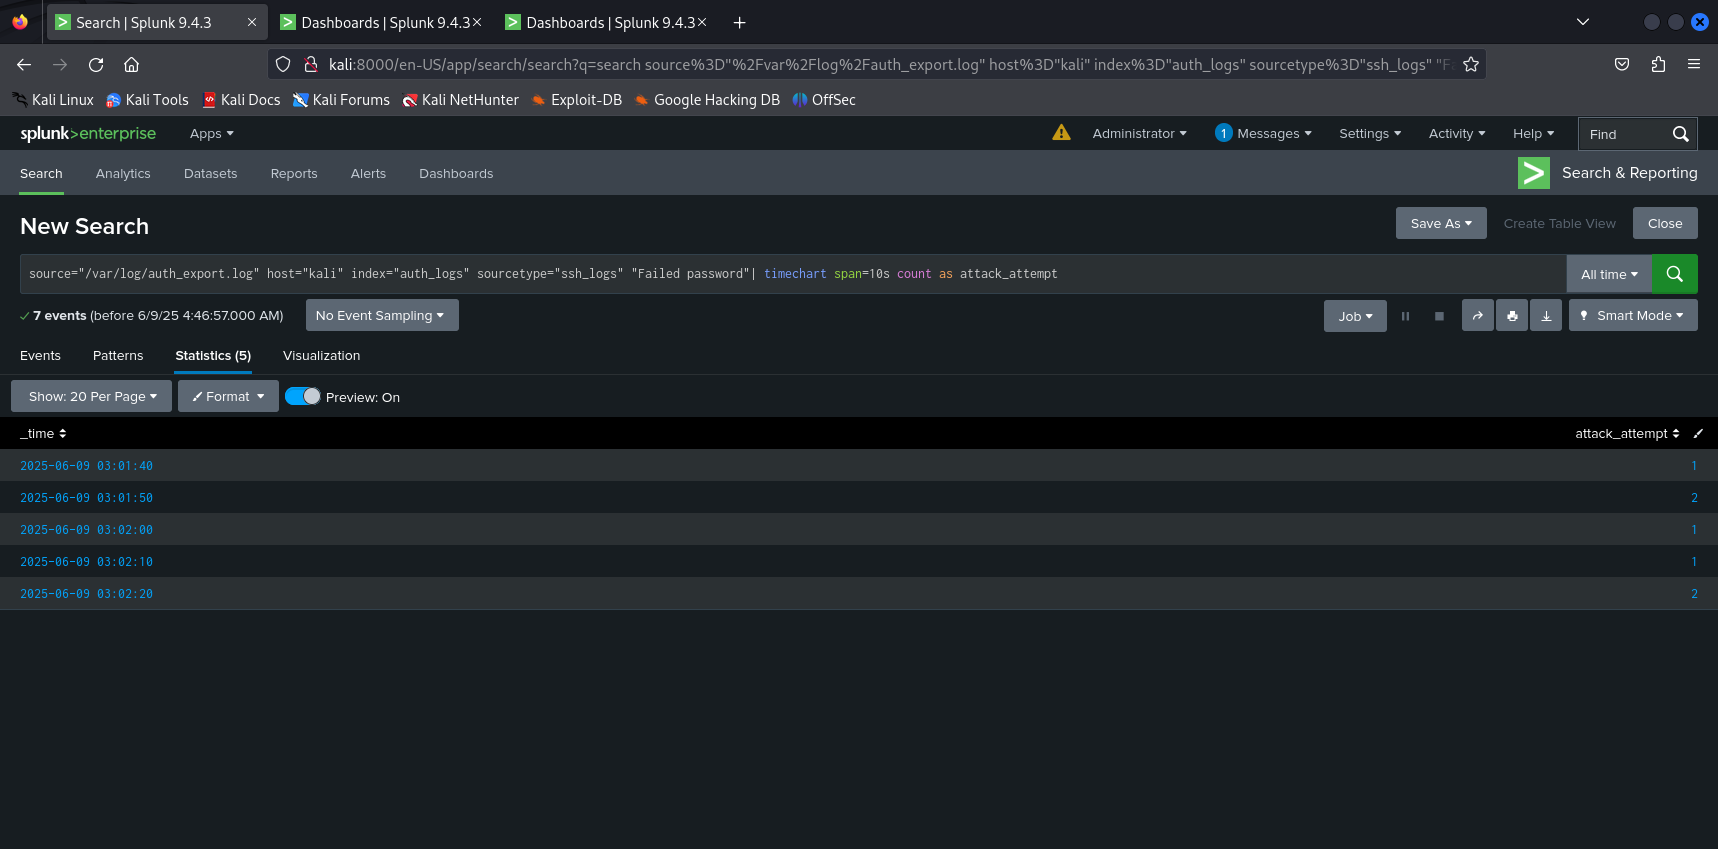 Search | Splunk 9.4.3
Dashboards | Splunk 9.4.3
Dashboards | Splunk 9.4.3
kali:8000/en-US/app/search/search?q=search source%3D"%2Fvar%2Flog%2Fauth_export.log" host%3D"kali" index%3D"auth_logs" sourcetype%3D"ssh_logs" "Fa
Kali Linux Kali Tools Kali Docs Kali Forums Kali NetHunter Exploit-DB Google Hacking DB OffSec
splunk>enterprise Apps Administrator 1 Messages Settings Activity Help Find
Search Analytics Datasets Reports Alerts Dashboards > Search & Reporting
New Search Save As Create Table View Close
source="/var/log/auth_export.log" host="kali" index="auth_logs" sourcetype="ssh_logs" "Failed password"| timechart span=10s count as attack_attempt All time
7 events (before 6/9/25 4:46:57.000 AM) No Event Sampling Job Smart Mode
Events Patterns Statistics (5) Visualization
Show: 20 Per Page Format Preview: On
_time attack_attempt
2025-06-09 03:01:40 1
2025-06-09 03:01:50 2
2025-06-09 03:02:00 1
2025-06-09 03:02:10 1
2025-06-09 03:02:20 2